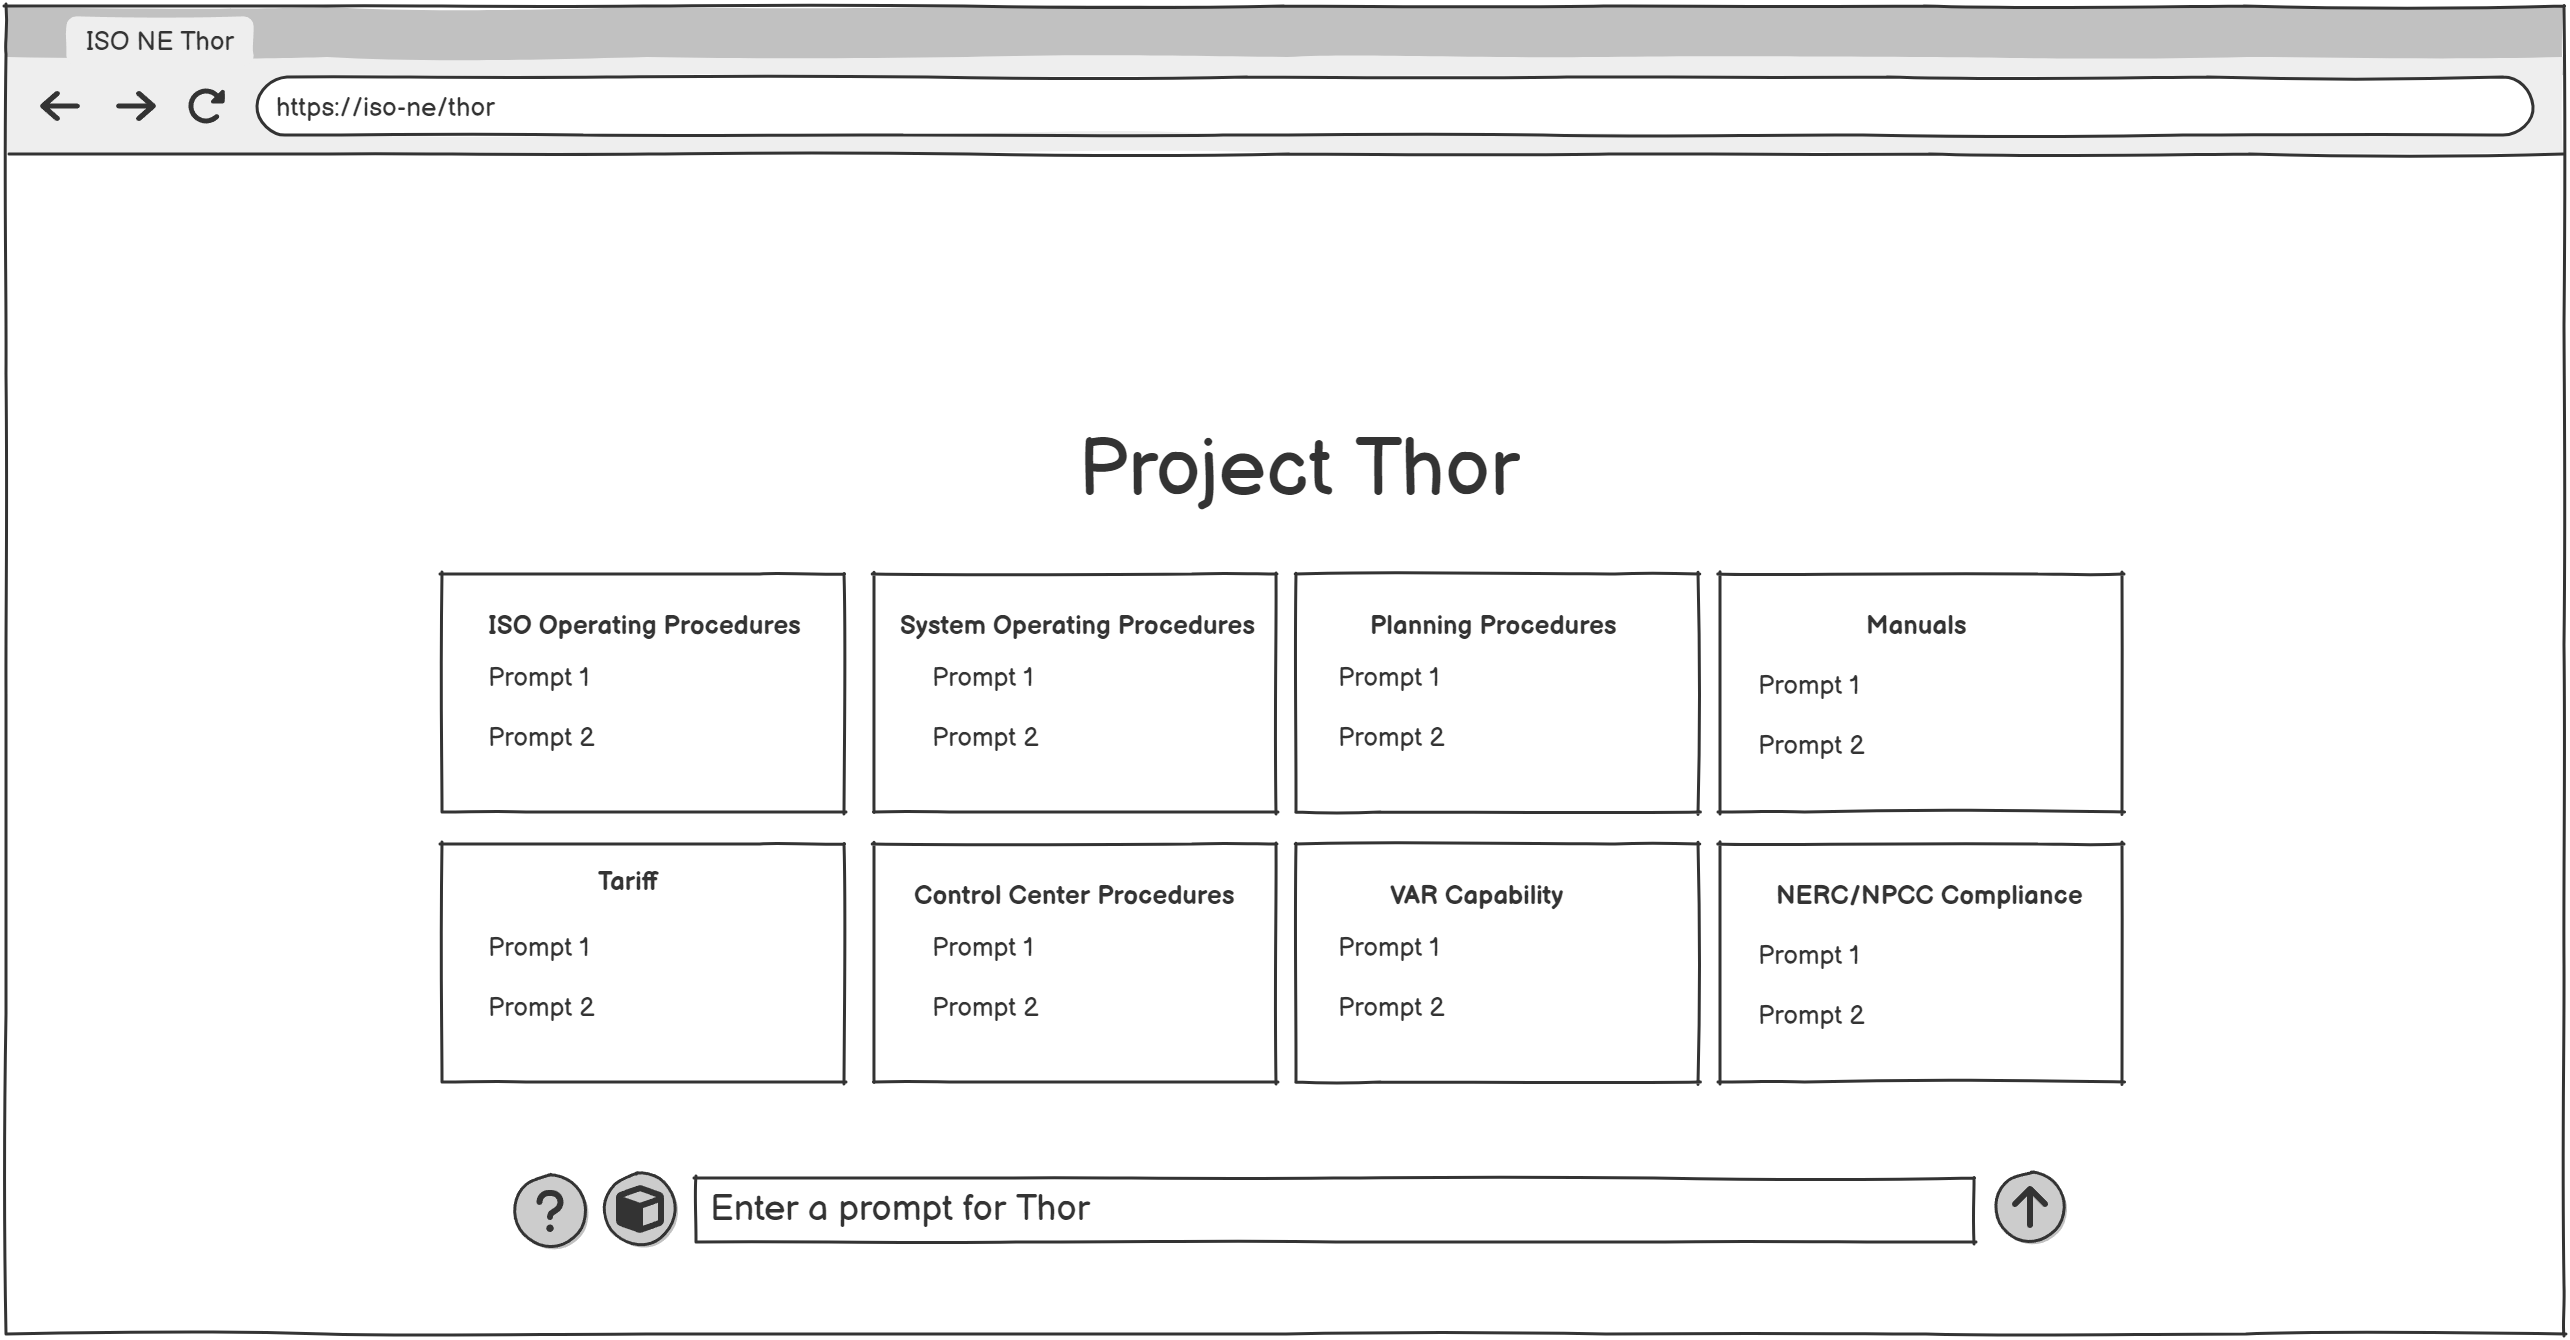 ISO NE Thor
https://iso-ne/thor
Project Thor
ISO Operating Procedures
Prompt 1
Prompt 2
System Operating Procedures
Prompt 1
Prompt 2
Planning Procedures
Prompt 1
Prompt 2
Manuals
Prompt 1
Prompt 2
Tariff
Prompt 1
Prompt 2
Control Center Procedures
Prompt 1
Prompt 2
VAR Capability
Prompt 1
Prompt 2
NERC/NPCC Compliance
Prompt 1
Prompt 2
?
Enter a prompt for Thor